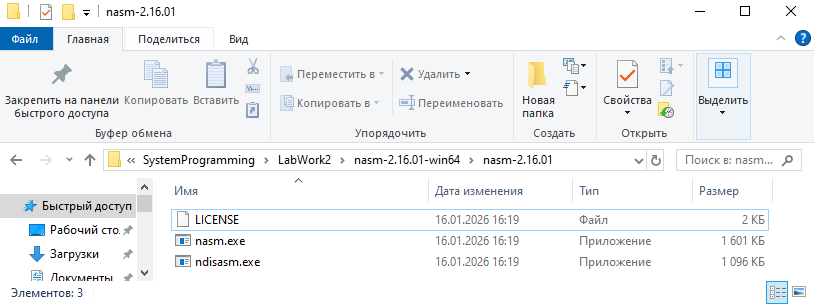 nasm-2.16.01
Файл Главная Поделиться Вид
Закрепить на панели быстрого доступа
Копировать
Вставить
Буфер обмена
Переместить в
Копировать в
Удалить
Переименовать
Упорядочить
Новая папка
Создать
Свойства
Открыть
Выделить
« SystemProgramming > LabWork2 > nasm-2.16.01-win64 > nasm-2.16.01
Поиск в: nasm...
Быстрый доступ
Рабочий сто.
Загрузки
Документы
Имя Дата изменения Тип Размер
LICENSE 16.01.2026 16:19 Файл 2 КБ
nasm.exe 16.01.2026 16:19 Приложение 1 601 КБ
ndisasm.exe 16.01.2026 16:19 Приложение 1 096 КБ
Элементов: 3